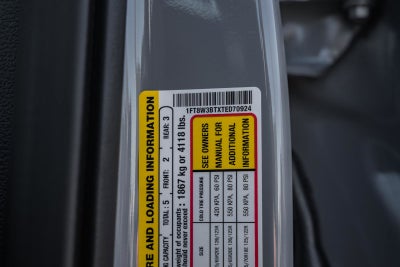 1FT8W3BTXTED70924
RE AND LOADING INFORMATION
CAPACITY TOTAL : 5 FRONT: 2 REAR: 3
weight of occupants
should never exceed : 1867 kg or 4118 lbs.
SEE OWNERS
MANUAL FOR
ADDITIONAL
INFORMATION
COLD TIRE PRESSURE
420 KPA, 60 PSI
550 KPA, 80 PSI
550 KPA, 80 PSI
SIZE